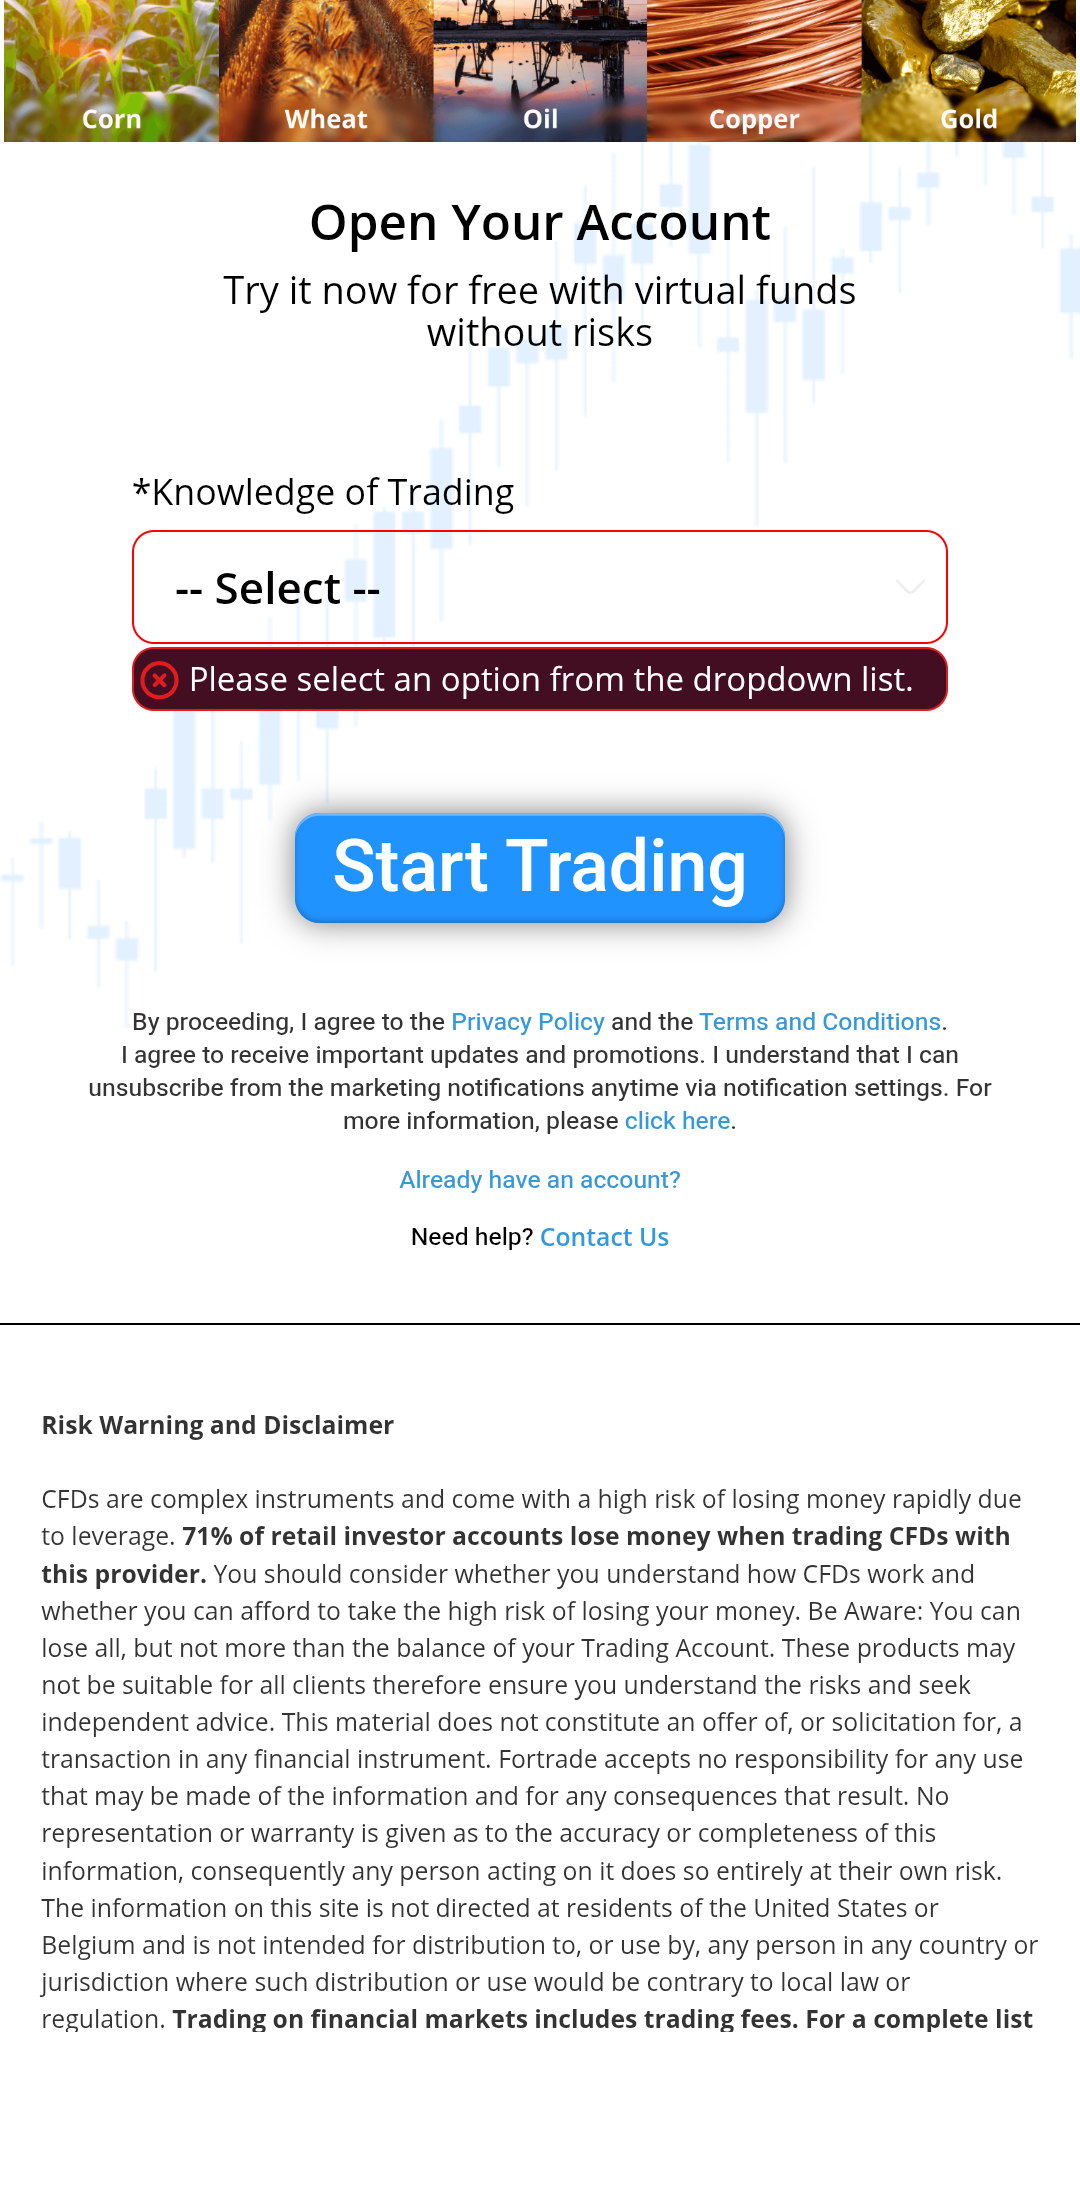 Corn
Wheat
Oil
Copper
Gold
Open Your Account
Try it now for free with virtual funds
without risks
*Knowledge of Trading
-- Select --
Please select an option from the dropdown list.
Start Trading
By proceeding, I agree to the Privacy Policy and the Terms and Conditions.
I agree to receive important updates and promotions. I understand that I can
unsubscribe from the marketing notifications anytime via notification settings. For
more information, please click here.
Already have an account?
Need help? Contact Us
Risk Warning and Disclaimer
CFDs are complex instruments and come with a high risk of losing money rapidly due
to leverage. 71% of retail investor accounts lose money when trading CFDs with
this provider. You should consider whether you understand how CFDs work and
whether you can afford to take the high risk of losing your money. Be Aware: You can
lose all, but not more than the balance of your Trading Account. These products may
not be suitable for all clients therefore ensure you understand the risks and seek
independent advice. This material does not constitute an offer of, or solicitation for, a
transaction in any financial instrument. Fortrade accepts no responsibility for any use
that may be made of the information and for any consequences that result. No
representation or warranty is given as to the accuracy or completeness of this
information, consequently any person acting on it does so entirely at their own risk.
The information on this site is not directed at residents of the United States or
Belgium and is not intended for distribution to, or use by, any person in any country or
jurisdiction where such distribution or use would be contrary to local law or
regulation. Trading on financial markets includes trading fees. For a complete list